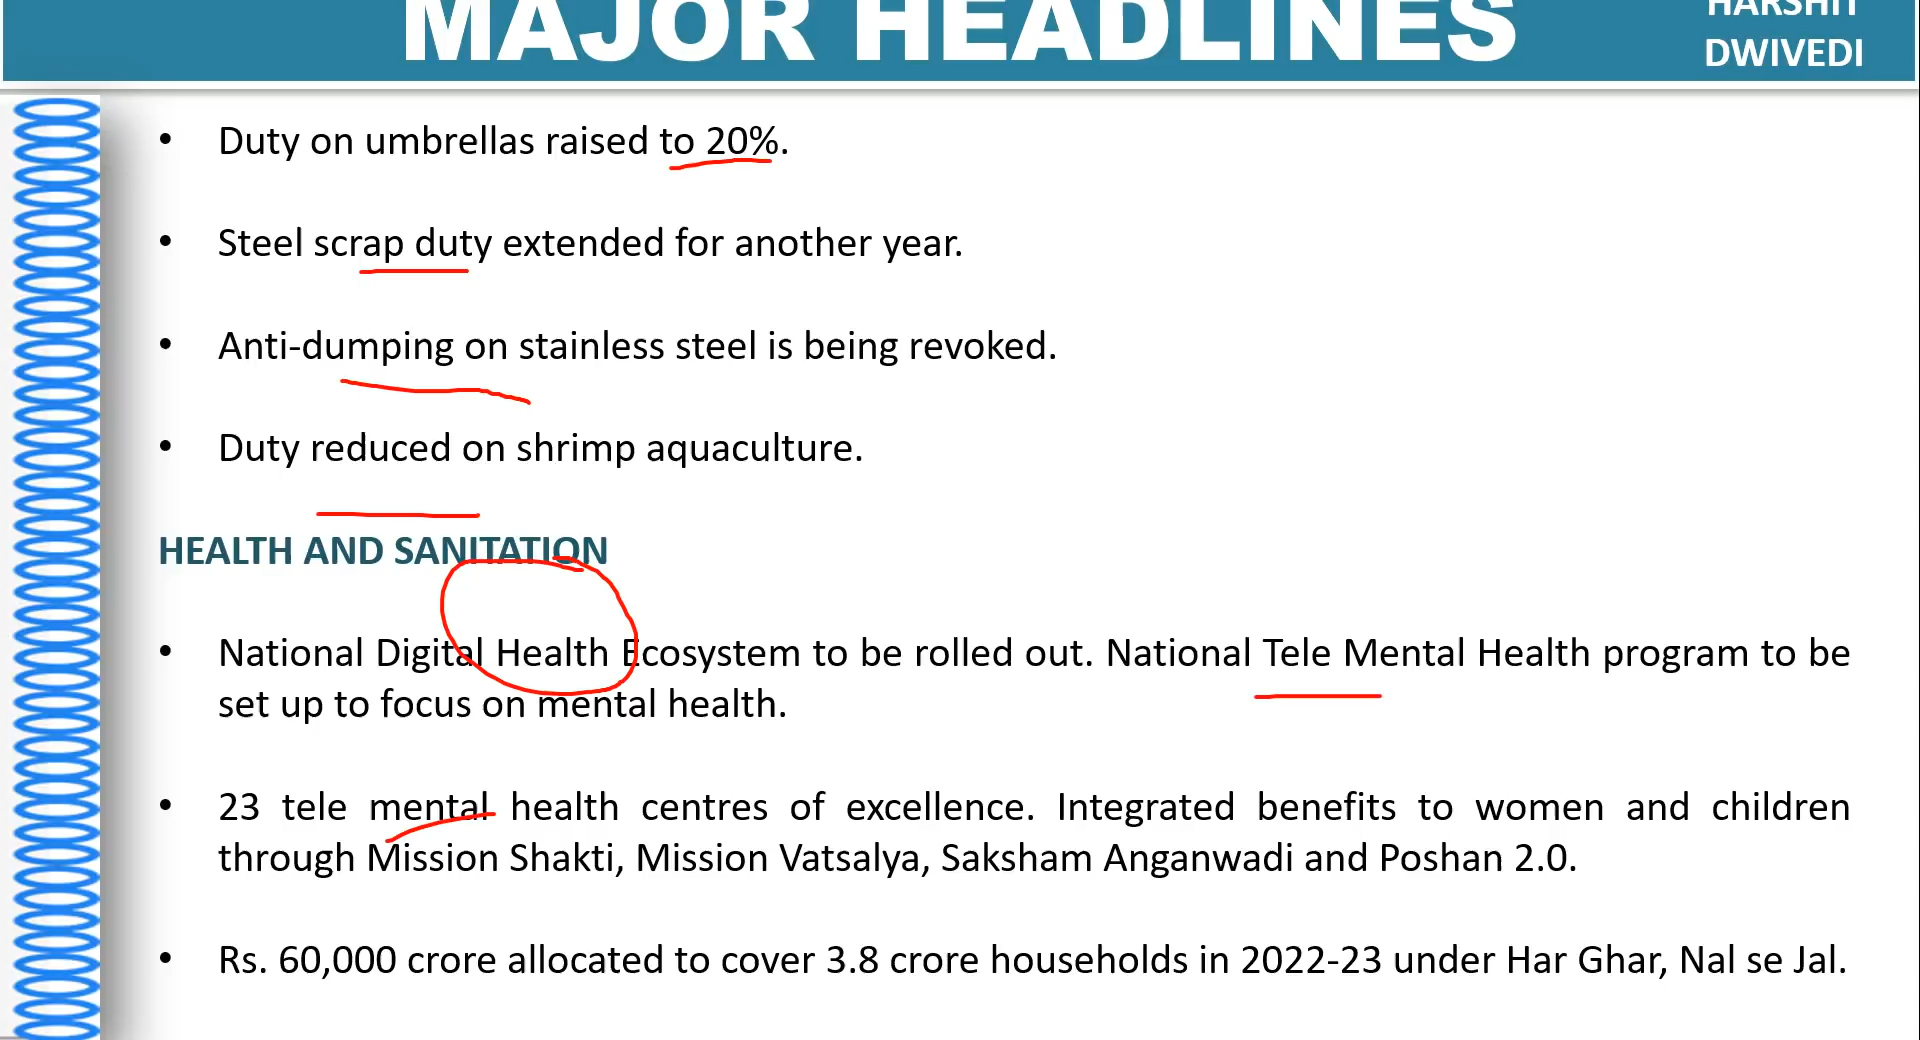 MAJOR HEADLINES
HARSHIT
DWIVEDI
• Duty on umbrellas raised to 20%.
• Steel scrap duty extended for another year.
• Anti-dumping on stainless steel is being revoked.
• Duty reduced on shrimp aquaculture.
HEALTH AND SANITATION
• National Digital Health Ecosystem to be rolled out. National Tele Mental Health program to be
set up to focus on mental health.
• 23 tele mental health centres of excellence. Integrated benefits to women and children
through Mission Shakti, Mission Vatsalya, Saksham Anganwadi and Poshan 2.0.
• Rs. 60,000 crore allocated to cover 3.8 crore households in 2022-23 under Har Ghar, Nal se Jal.